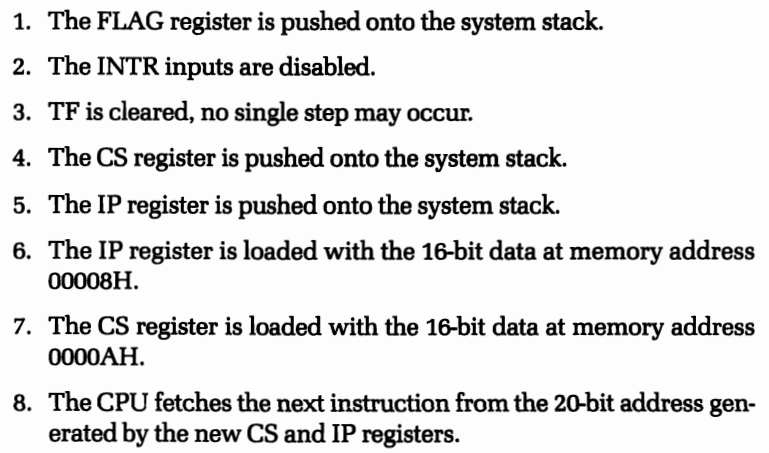 1. The FLAG register is pushed onto the system stack.
2. The INTR inputs are disabled.
3. TF is cleared, no single step may occur.
4. The CS register is pushed onto the system stack.
5. The IP register is pushed onto the system stack.
6. The IP register is loaded with the 16-bit data at memory address
00008H.
7. The CS register is loaded with the 16-bit data at memory address
0000AH.
8. The CPU fetches the next instruction from the 20-bit address gen-
erated by the new CS and IP registers.